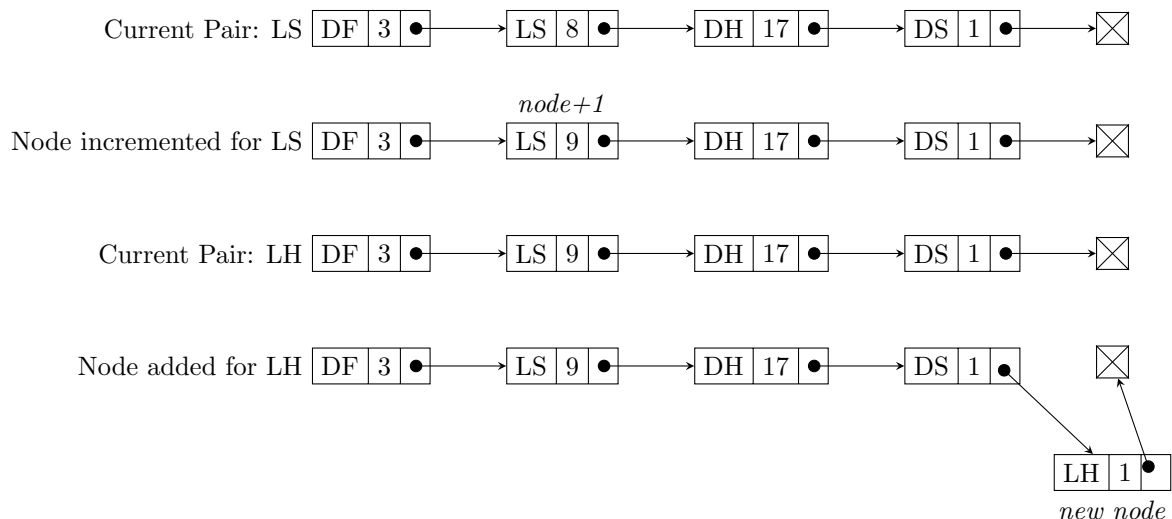 Current Pair: LS DF 3 LS 8 DH 17 DS 1
node+1
Node incremented for LS DF 3 LS 9 DH 17 DS 1
Current Pair: LH DF 3 LS 9 DH 17 DS 1
Node added for LH DF 3 LS 9 DH 17 DS 1
LH 1
new node